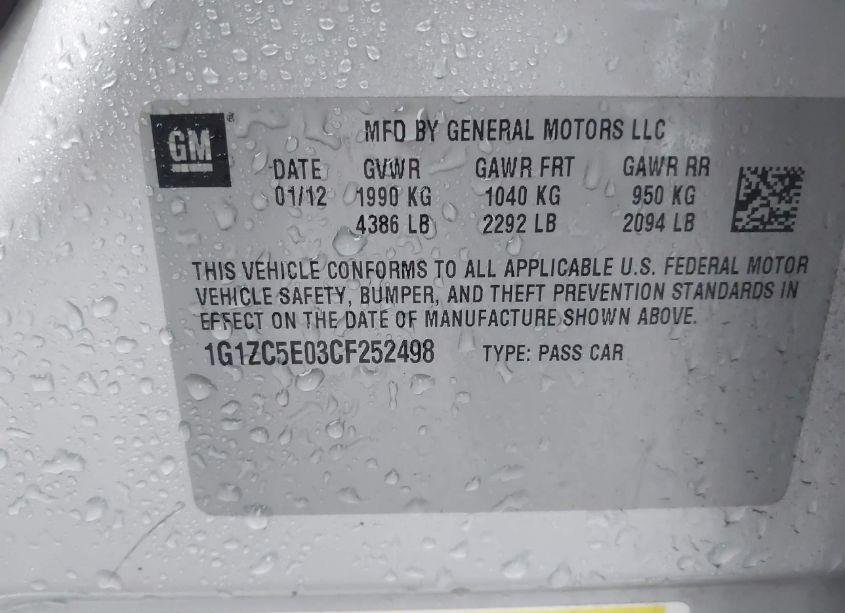 GM
MFD BY GENERAL MOTORS LLC
DATE GVWR GAWR FRT GAWR RR
01/12 1990 KG 1040 KG 950 KG
4386 LB 2292 LB 2094 LB
THIS VEHICLE CONFORMS TO ALL APPLICABLE U.S. FEDERAL MOTOR
VEHICLE SAFETY, BUMPER, AND THEFT PREVENTION STANDARDS IN
EFFECT ON THE DATE OF MANUFACTURE SHOWN ABOVE.
1G1ZC5E03CF252498 TYPE: PASS CAR